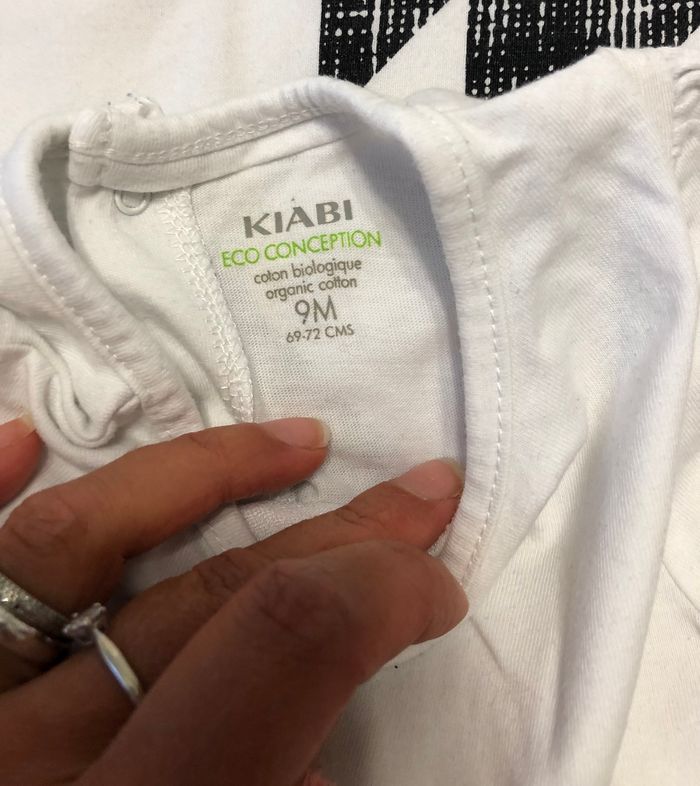 KIABI
ECO CONCEPTION
coton biologique
organic cotton
9M
69-72 CMS